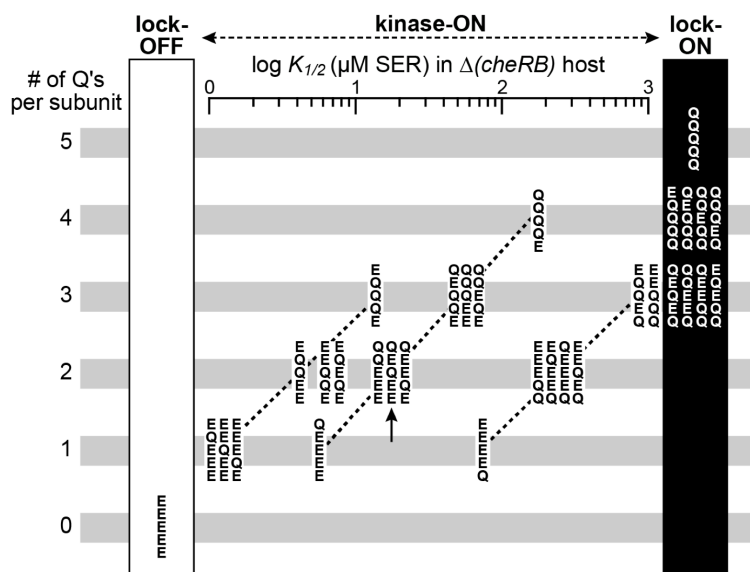 lock-
OFF
kinase-ON
lock-
ON
# of Q's
per subunit
log K1/2 (µM SER) in Δ(cheRB) host
0 1 2 3
5
Q
Q
Q
Q
Q
4
Q
Q
Q
Q
E
E Q Q Q
Q E Q Q
Q Q E Q
Q Q Q E
Q Q Q Q
3
E
Q
Q
Q
E
2
1
E E E
Q E E
E Q E
E E Q
E E E
Q
E
E
E
E
E
E
E
E
Q
0
E
E
E
E
E